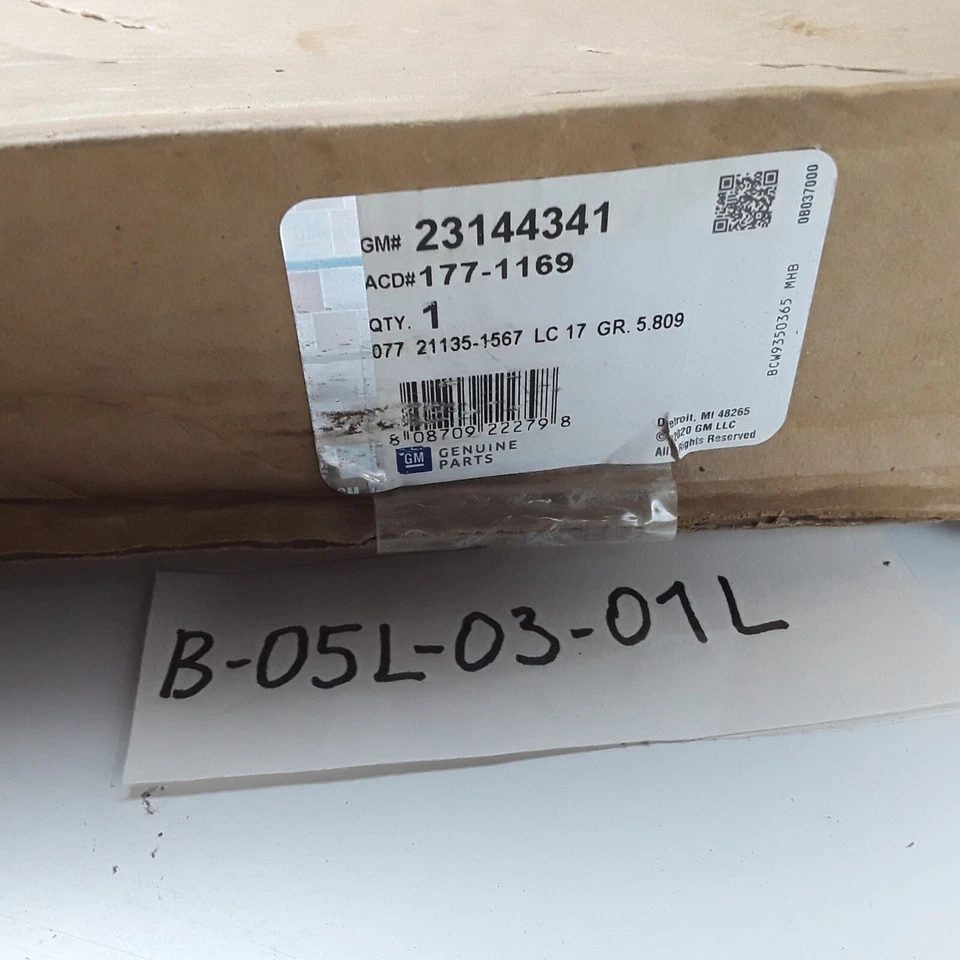 GM# 23144341
ACD# 177-1169
QTY. 1
077 21135-1567 LC 17 GR. 5.809
8 08709 22279 8
GM GENUINE
PARTS
Detroit, MI 48265
© 2020 GM LLC
All Rights Reserved
BCW9350365 MHB
0B037000
B-05L-03-01L